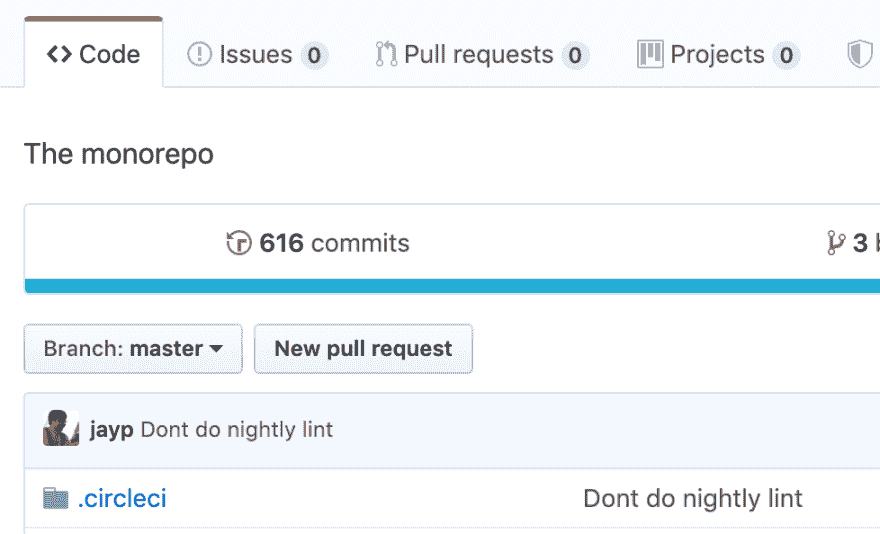 Code Issues 0 Pull requests 0 Projects 0
The monorepo
616 commits 3
Branch: master New pull request
jayp Dont do nightly lint
.circleci Dont do nightly lint